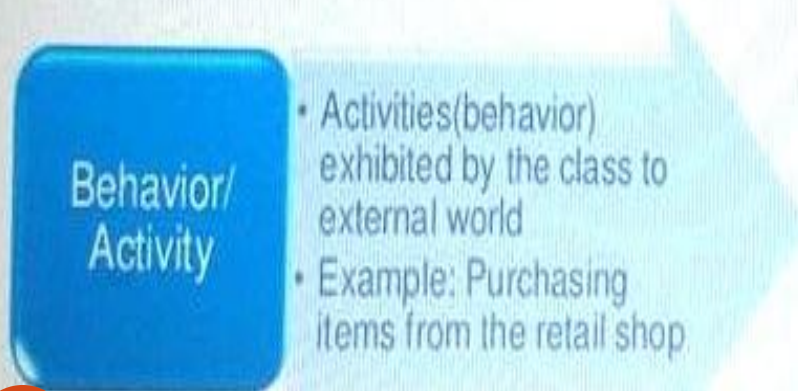 Behavior/
Activity
• Activities(behavior)
exhibited by the class to
external world
• Example: Purchasing
items from the retail shop